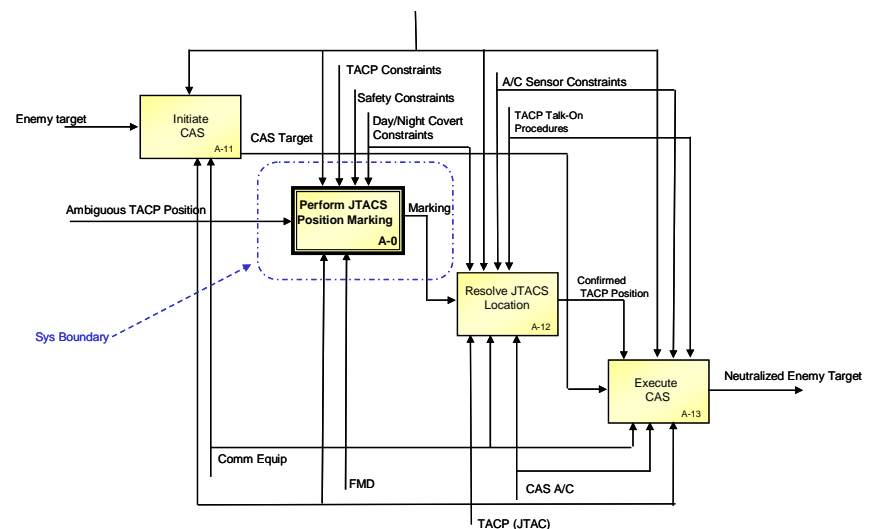 TACP Constraints
A/C Sensor Constraints
Safety Constraints
Enemy target
Initiate
CAS
A-11
CAS Target
Day/Night Covert
Constraints
TACP Talk-On
Procedures
Ambiguous TACP Position
Perform JTACS
Position Marking
A-0
Marking
Sys Boundary
Resolve JTACS
Location
A-12
Confirmed
TACP Position
Execute
CAS
A-13
Neutralized Enemy Target
Comm Equip
FMD
CAS A/C
TACP (JTAC)